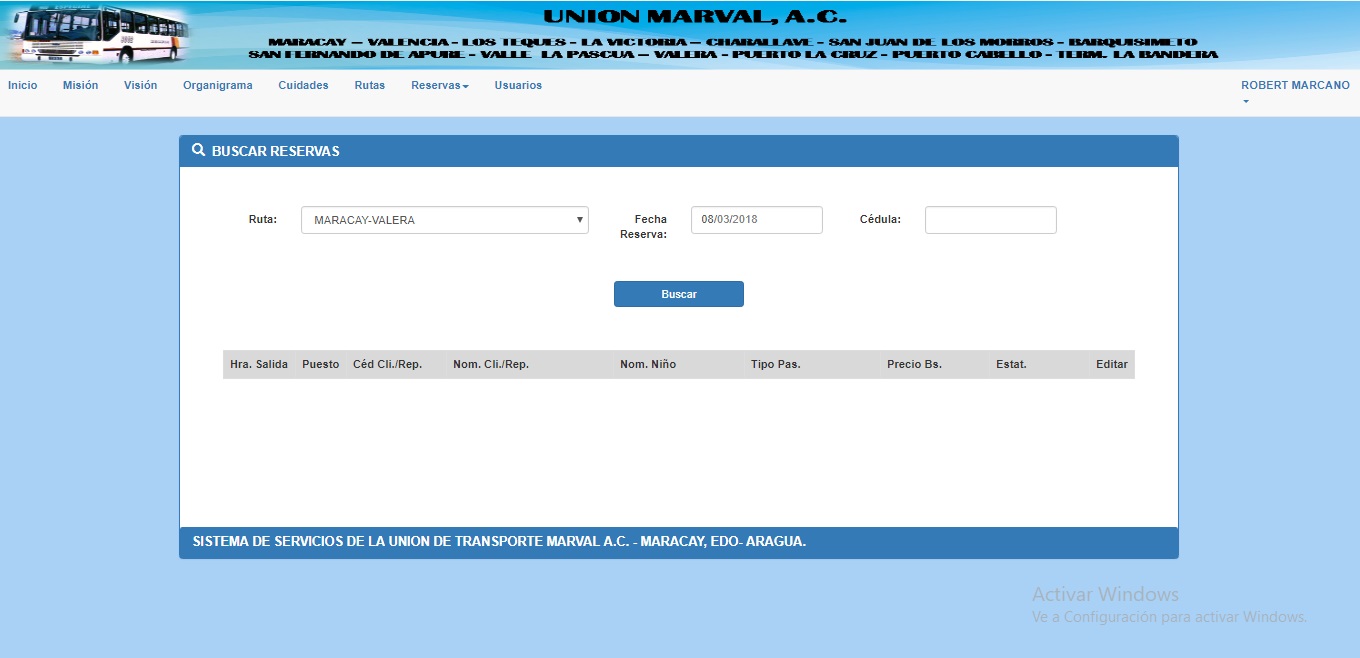 UNION MARVAL, A.C.
MARACAY – VALENCIA - LOS TEQUES - LA VICTORIA – CHARALLAVE - SAN JUAN DE LOS MORROS - BARQUISIMETO
SAN FERNANDO DE APURE - VALLE LA PASCUA – VALERA - PUERTO LA CRUZ - PUERTO CABELLO - TERM. LA BANDERA
Inicio Misión Visión Organigrama Cuidades Rutas Reservas Usuarios ROBERT MARCANO
BUSCAR RESERVAS
Ruta: MARACAY-VALERA Fecha Reserva: 08/03/2018 Cédula:
Buscar
Hra. Salida Puesto Céd Cli./Rep. Nom. Cli./Rep. Nom. Niño Tipo Pas. Precio Bs. Estat. Editar
SISTEMA DE SERVICIOS DE LA UNION DE TRANSPORTE MARVAL A.C. - MARACAY, EDO- ARAGUA.
Activar Windows
Ve a Configuración para activar Windows.